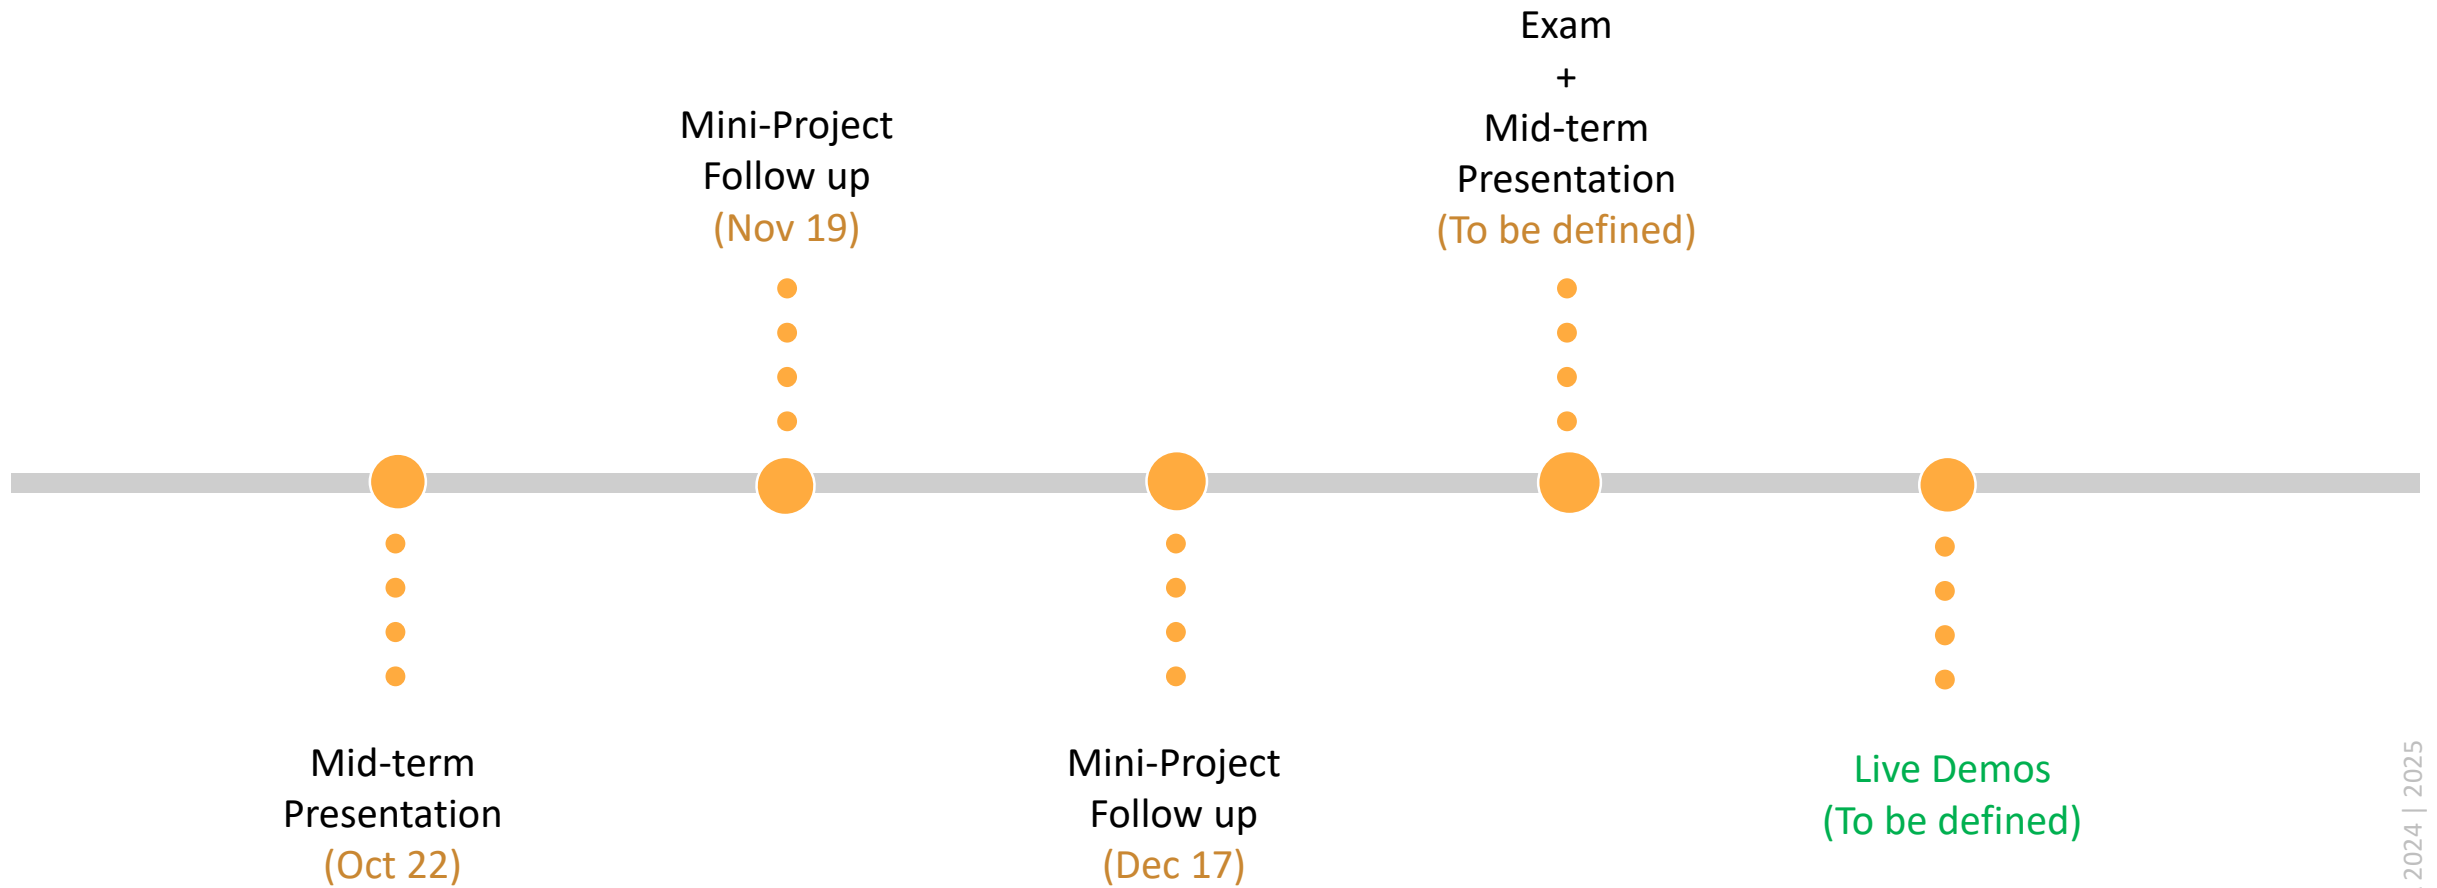 Exam
+
Mid-term
Presentation
(To be defined)
Mini-Project
Follow up
(Nov 19)
Mid-term
Presentation
(Oct 22)
Mini-Project
Follow up
(Dec 17)
Live Demos
(To be defined)
2024 | 2025